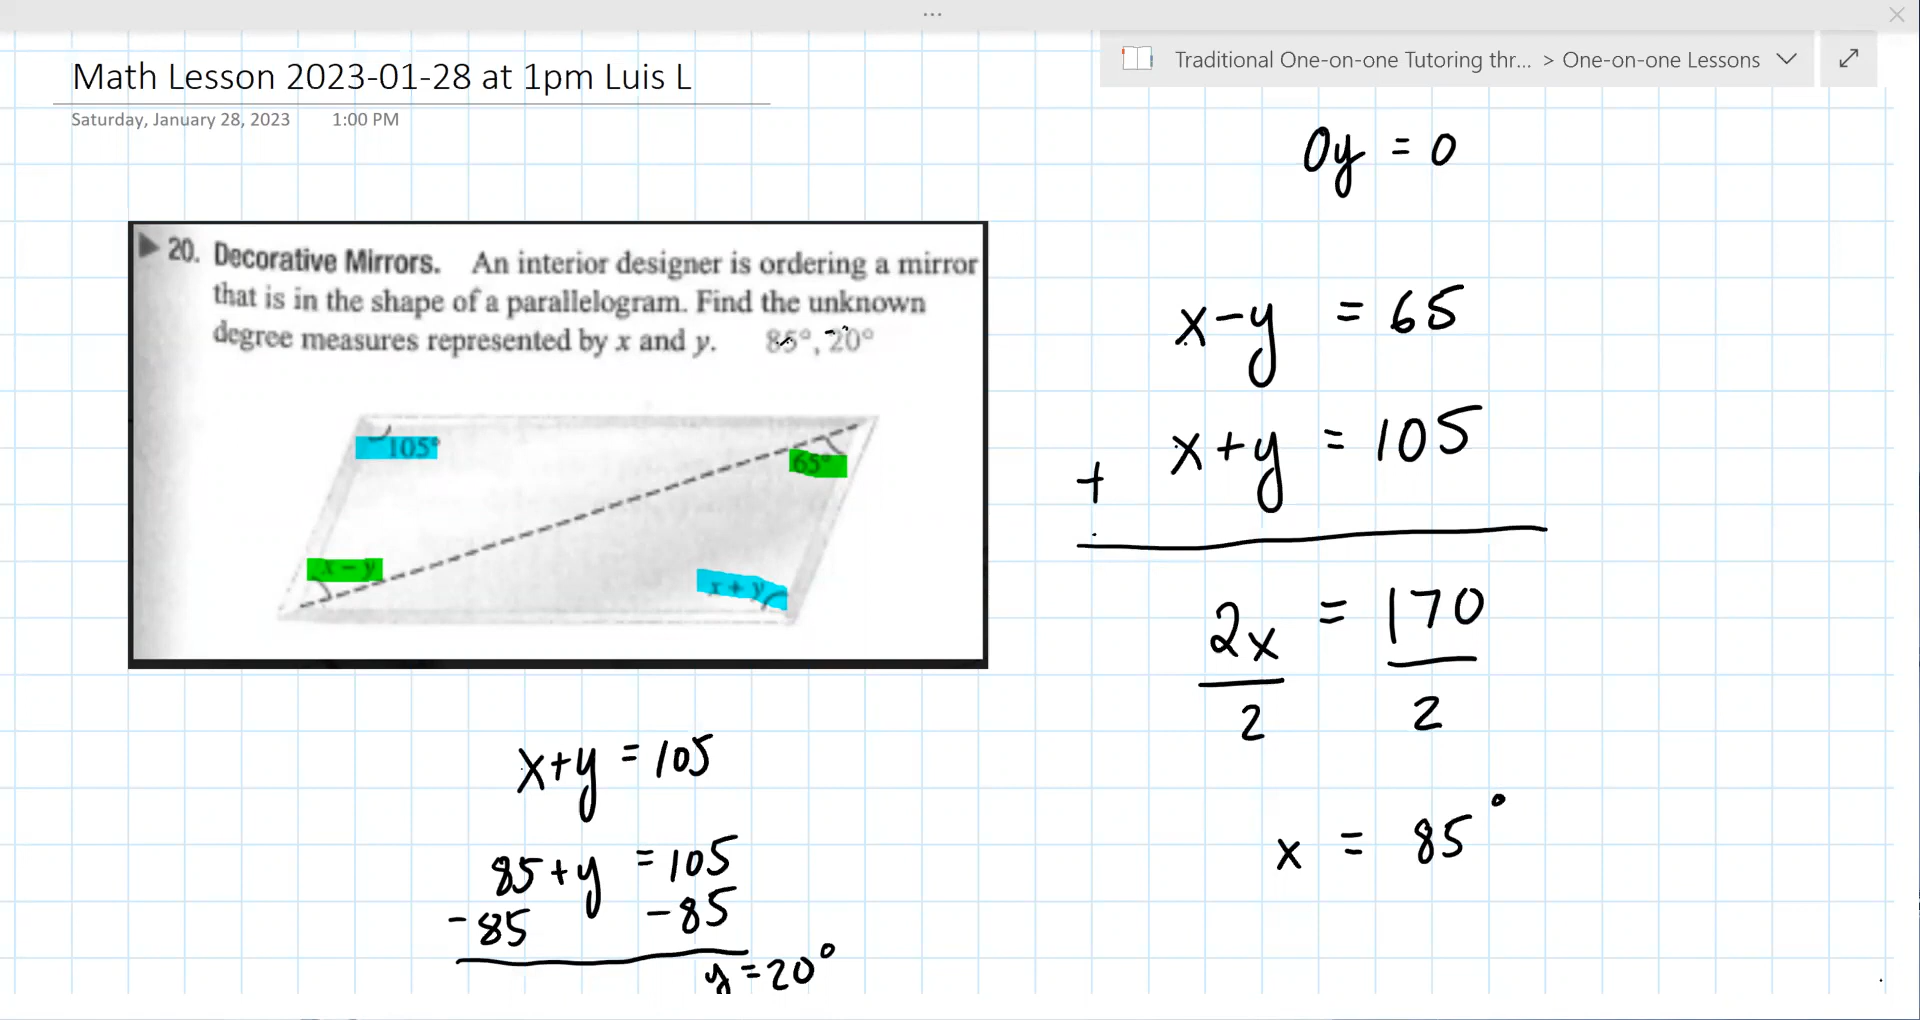 ...
Math Lesson 2023-01-28 at 1pm Luis L
Traditional One-on-one Tutoring thr... > One-on-one Lessons
Saturday, January 28, 2023 1:00 PM
20. Decorative Mirrors. An interior designer is ordering a mirror
that is in the shape of a parallelogram. Find the unknown
degree measures represented by x and y. 85°, 20°
105°
65°
x − y
x + y
x+y = 105
85+y = 105
-85 -85
y = 20°
0y = 0
x-y = 65
+ x+y = 105
2x = 170
2 2
x = 85°